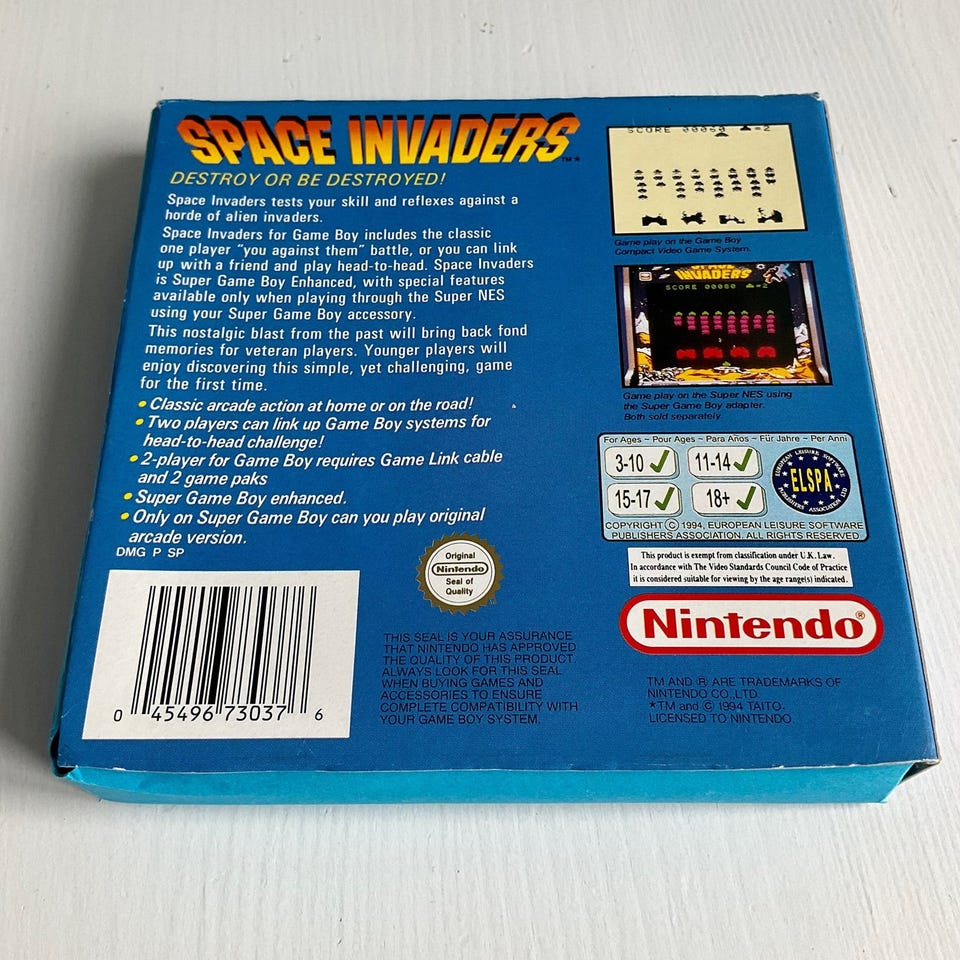 SPACE INVADERS™*
DESTROY OR BE DESTROYED!
Space Invaders tests your skill and reflexes against a
horde of alien invaders.
Space Invaders for Game Boy includes the classic
one player "you against them" battle, or you can link
up with a friend and play head-to-head. Space Invaders
is Super Game Boy Enhanced, with special features
available only when playing through the Super NES
using your Super Game Boy accessory.
This nostalgic blast from the past will bring back fond
memories for veteran players. Younger players will
enjoy discovering this simple, yet challenging, game
for the first time.
• Classic arcade action at home or on the road!
• Two players can link up Game Boy systems for
head-to-head challenge!
• 2-player for Game Boy requires Game Link cable
and 2 game paks
• Super Game Boy enhanced.
• Only on Super Game Boy can you play original
arcade version.
DMG P SP
0 45496 73037 6
Original
Nintendo
Seal of
Quality
THIS SEAL IS YOUR ASSURANCE
THAT NINTENDO HAS APPROVED
THE QUALITY OF THIS PRODUCT.
ALWAYS LOOK FOR THIS SEAL
WHEN BUYING GAMES AND
ACCESSORIES TO ENSURE
COMPLETE COMPATIBILITY WITH
YOUR GAME BOY SYSTEM.
SCORE 00060 =2
Game play on the Game Boy
Compact Video Game System.
SPACE
INVADERS
SCORE 00060 =2
Game play on the Super NES using
the Super Game Boy adapter.
Both sold separately.
For Ages ~ Pour Ages ~ Para Años ~ Für Jahre ~ Per Anni
3-10 ✓ 11-14 ✓
15-17 ✓ 18+ ✓
EUROPEAN LEISURE SOFTWARE
ELSPA
PUBLISHERS ASSOCIATION LTD
COPYRIGHT © 1994, EUROPEAN LEISURE SOFTWARE
PUBLISHERS ASSOCIATION. ALL RIGHTS RESERVED
This product is exempt from classification under U.K. Law.
In accordance with The Video Standards Council Code of Practice
it is considered suitable for viewing by the age range(s) indicated.
Nintendo®
TM AND ® ARE TRADEMARKS OF
NINTENDO CO.,LTD.
*TM and © 1994 TAITO.
LICENSED TO NINTENDO.